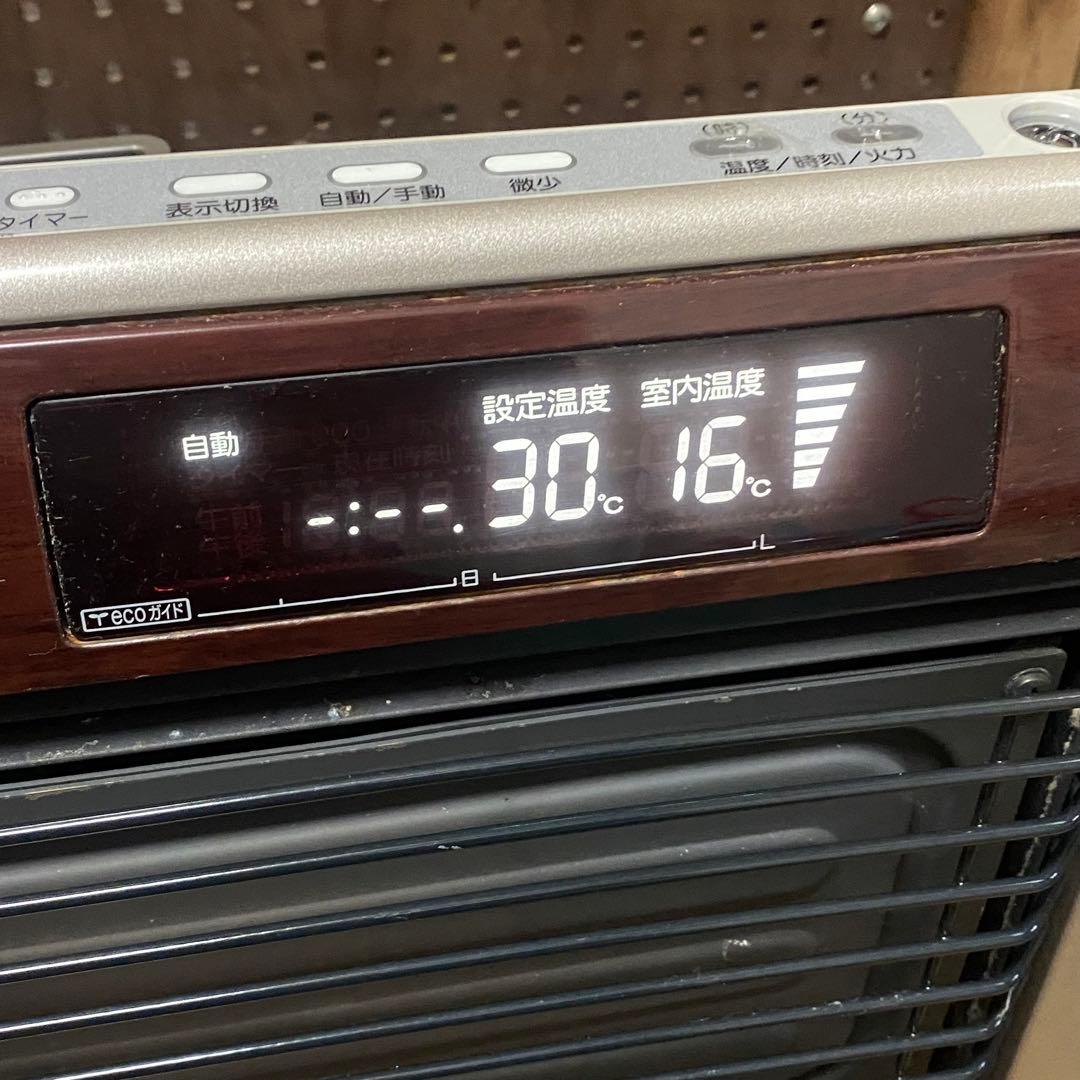 (時) (分)
タイマー 表示切換 自動/手動 微少 温度/時刻/火力
設定温度 室内温度
自動
-:--. 30℃ 16℃
ecoガイド 日 L